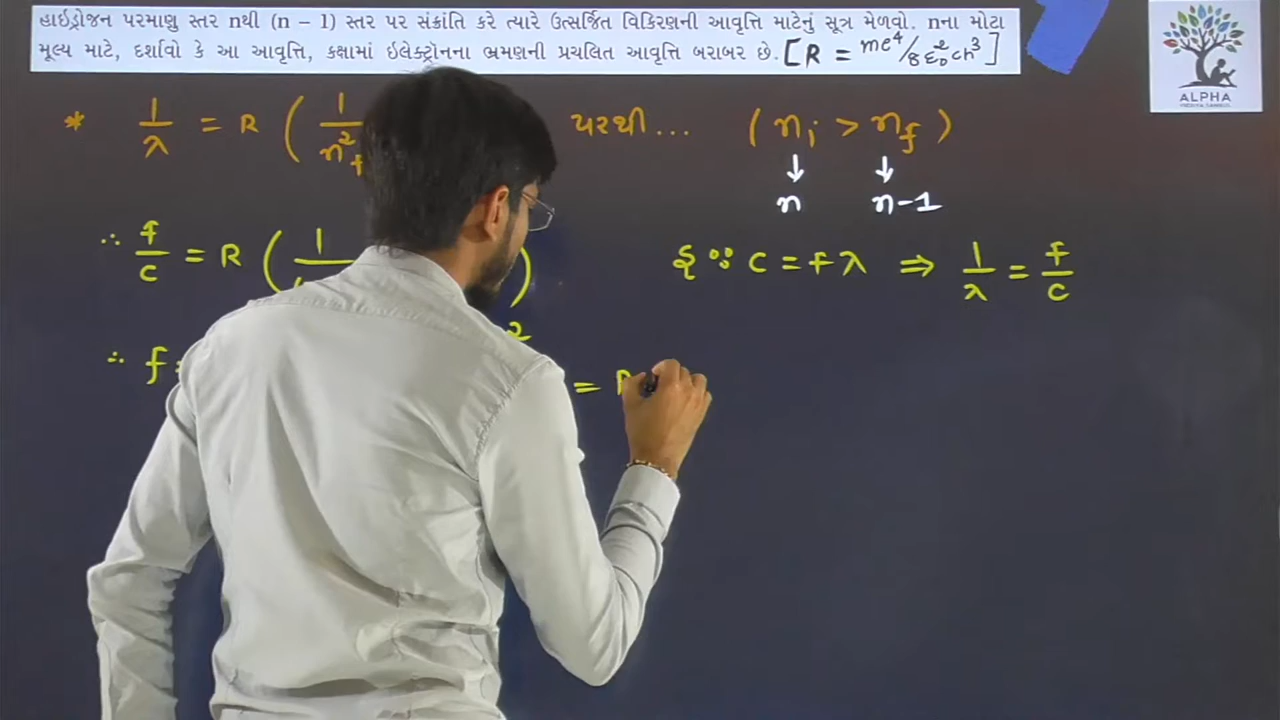 હાઇડ્રોજન પરમાણુ સ્તર nથી (n – 1) સ્તર પર સંક્રાંતિ કરે ત્યારે ઉત્સર્જિત વિકિરણની આવૃત્તિ માટેનું સૂત્ર મેળવો. nના મોટા
મૂલ્ય માટે, દર્શાવો કે આ આવૃત્તિ, કક્ષામાં ઇલેક્ટ્રોનના ભ્રમણની પ્રચલિત આવૃત્તિ બરાબર છે. [R = me⁴/8ε₀²ch³]
ALPHA
* 1/λ = R ( 1/n²f પરથી... (ni > nf)
↓ ↓
n n-1
∴ f/c = R ( 1 ) ∵ c = fλ ⇒ 1/λ = f/c
∴ f = R